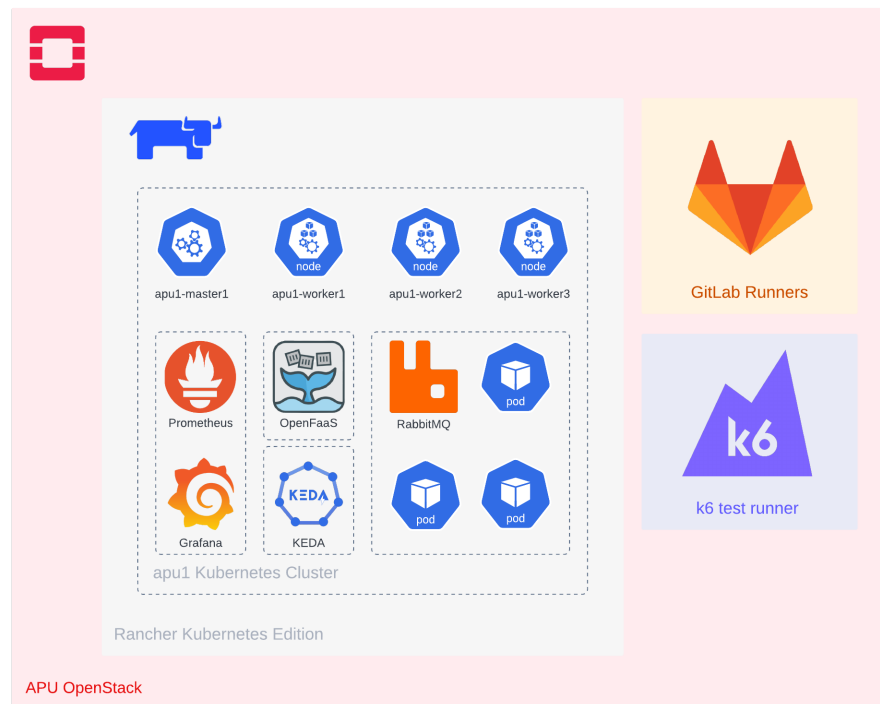 node
node
node
apu1-master1
apu1-worker1
apu1-worker2
apu1-worker3
GitLab Runners
pod
Prometheus
OpenFaaS
RabbitMQ
k6
KEDA
pod
pod
k6 test runner
Grafana
KEDA
apu1 Kubernetes Cluster
Rancher Kubernetes Edition
APU OpenStack